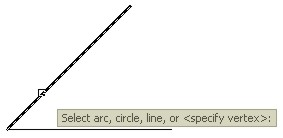 Select arc, circle, line, or <specify vertex>: